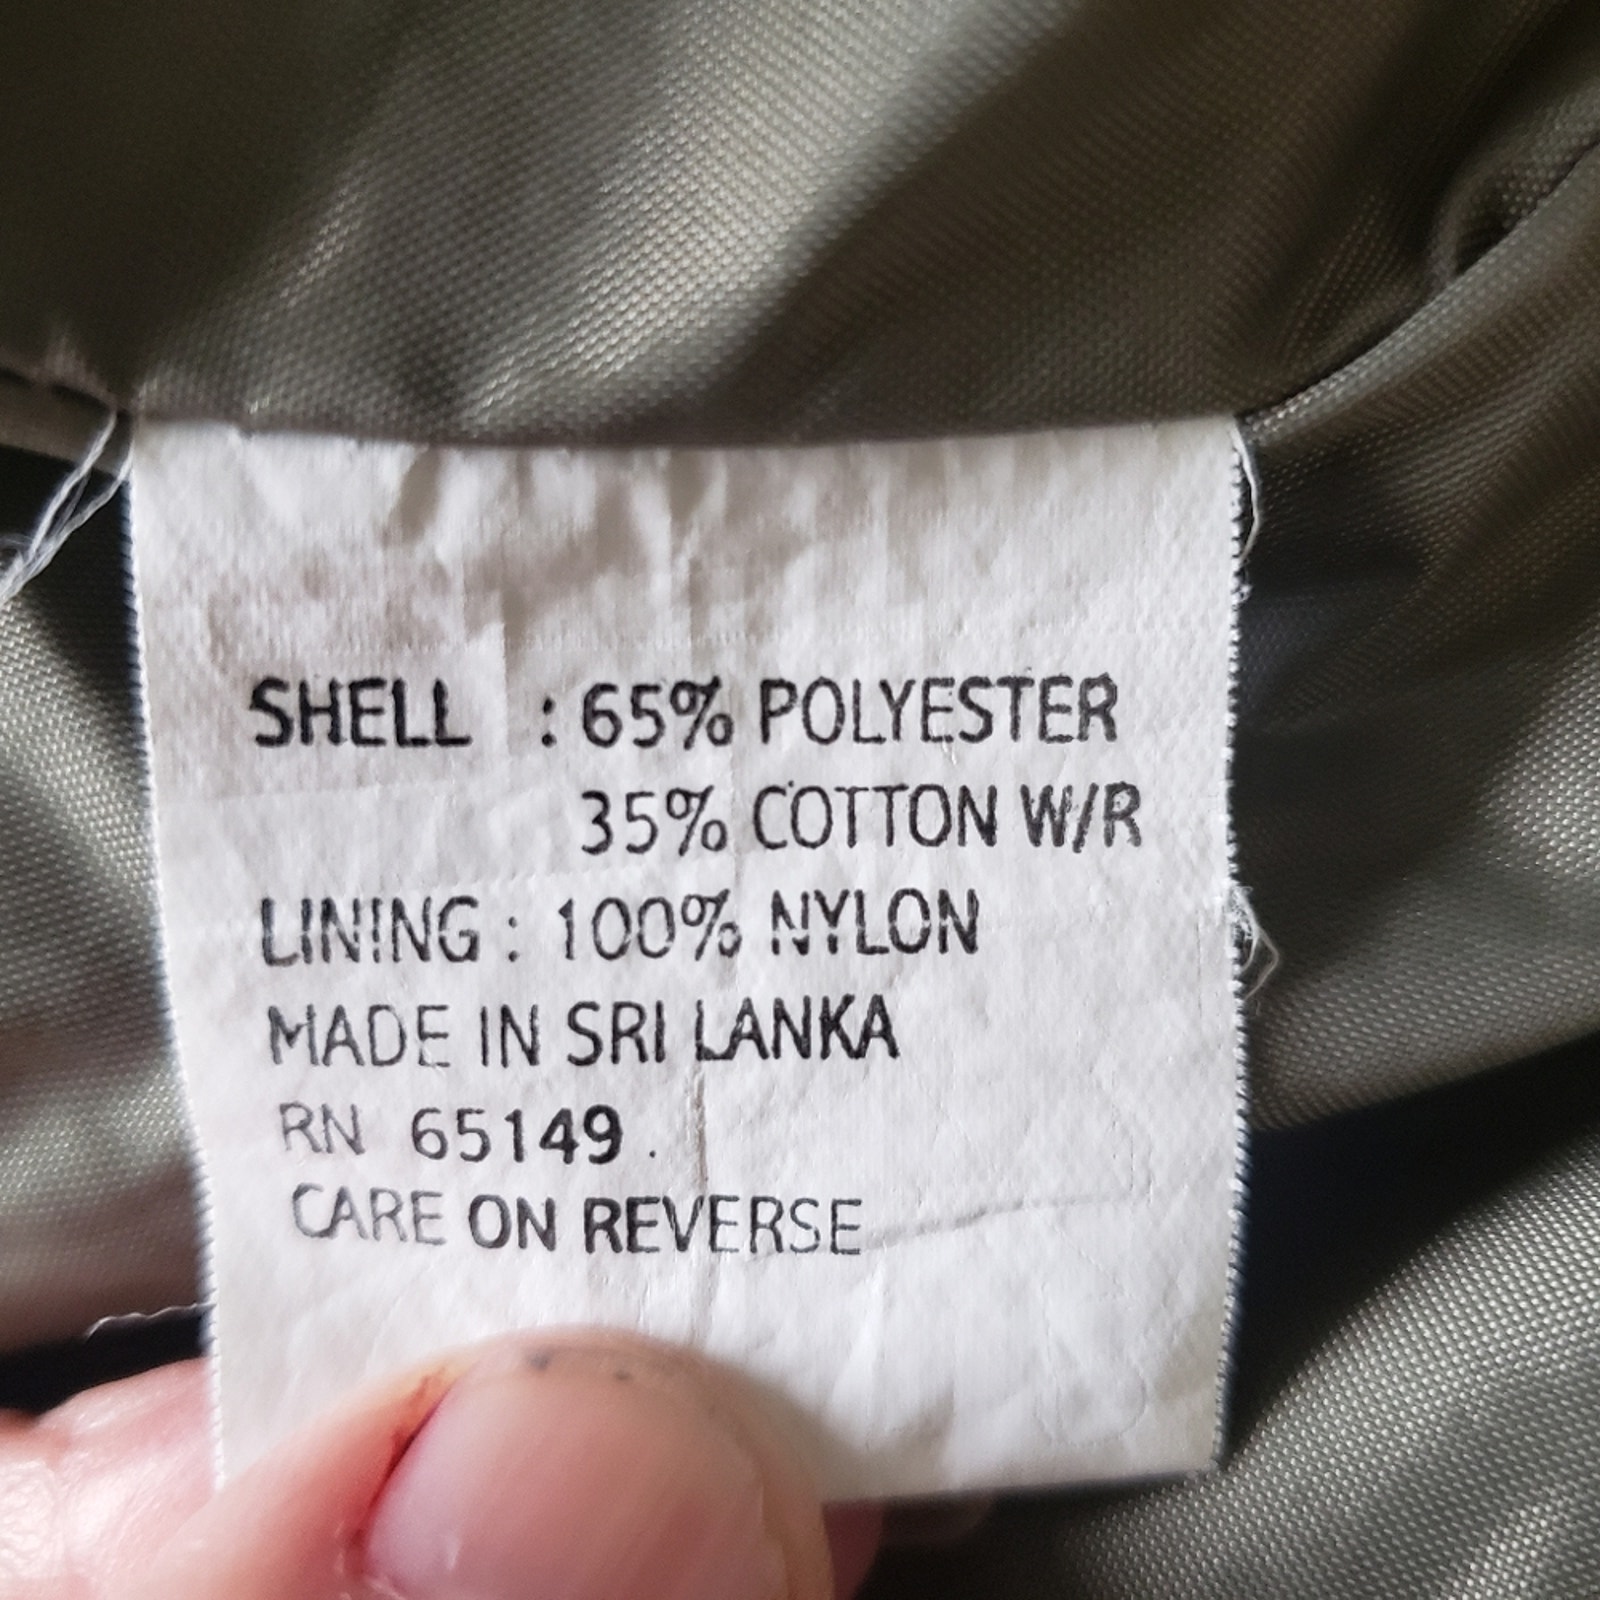 SHELL : 65% POLYESTER
35% COTTON W/R
LINING : 100% NYLON
MADE IN SRI LANKA
RN 65149.
CARE ON REVERSE